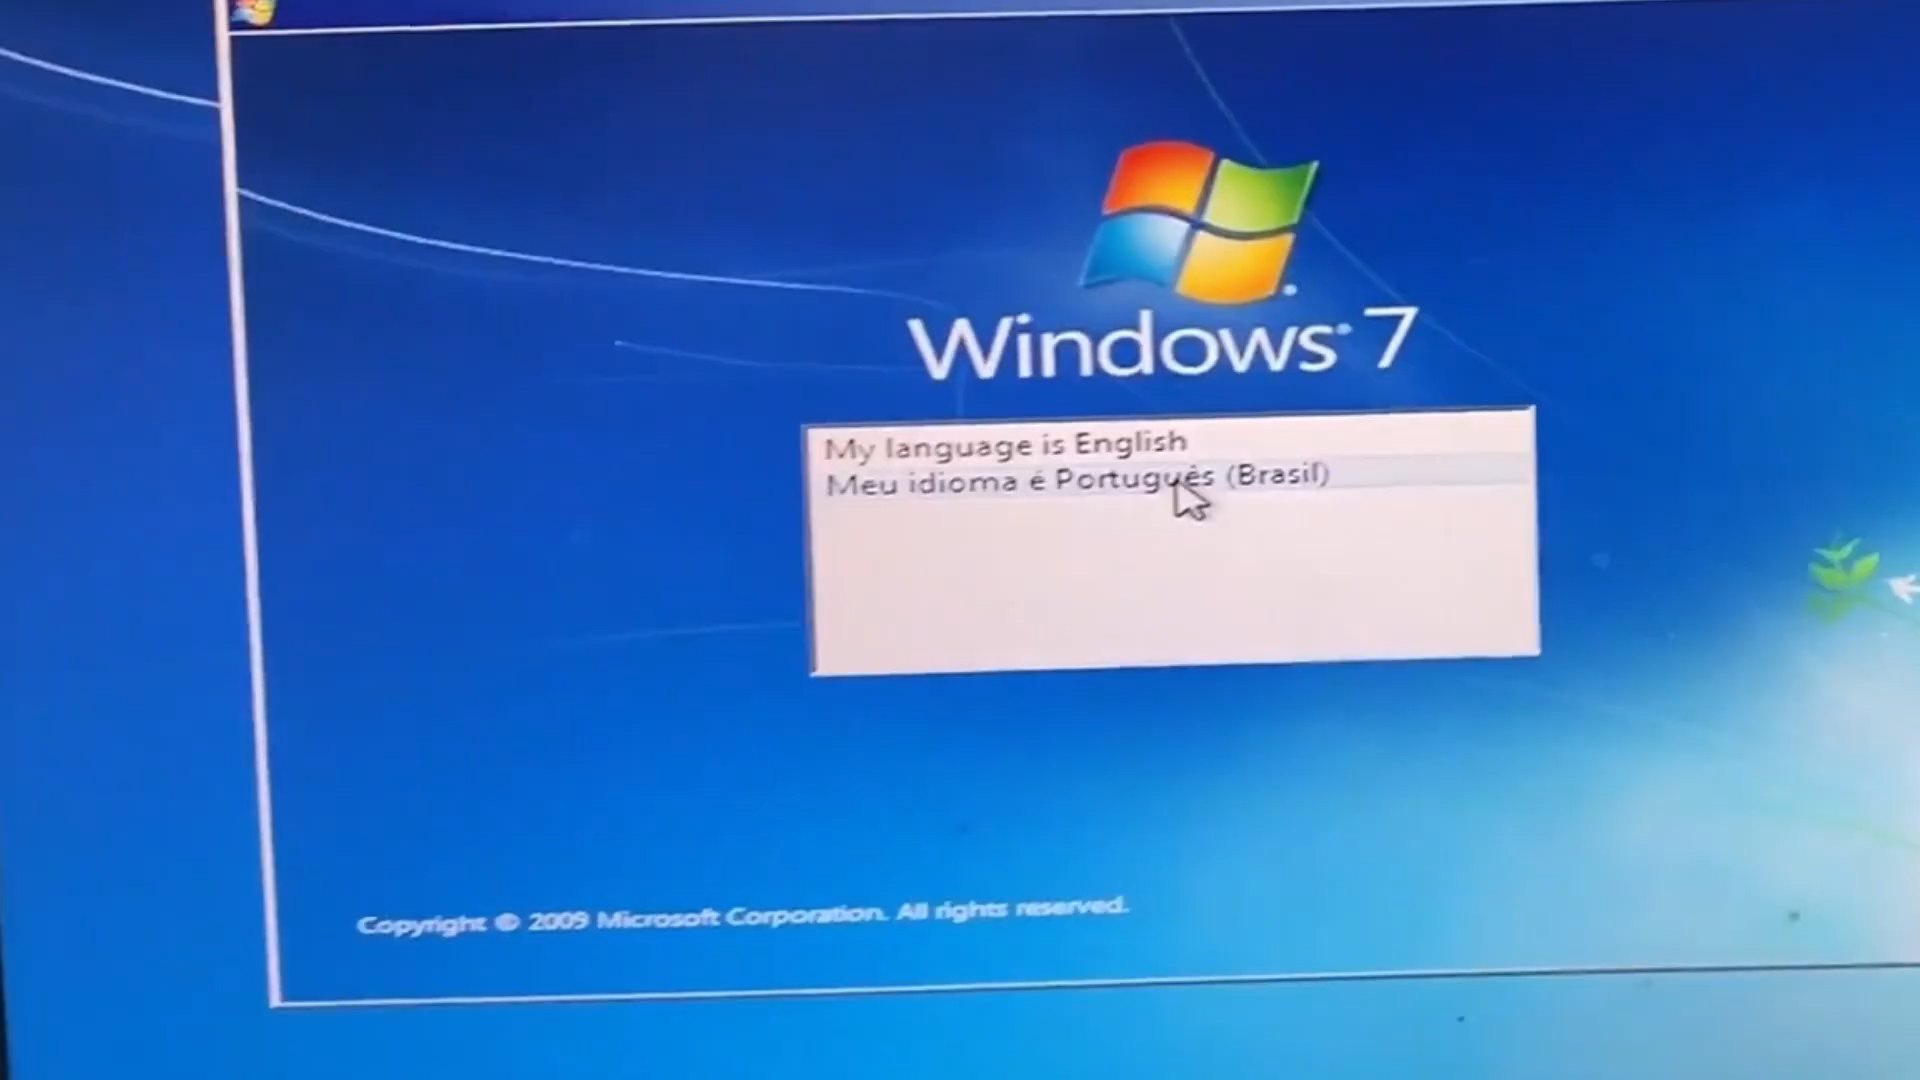 Windows® 7
My language is English
Meu idioma é Português (Brasil)
Copyright © 2009 Microsoft Corporation. All rights reserved.